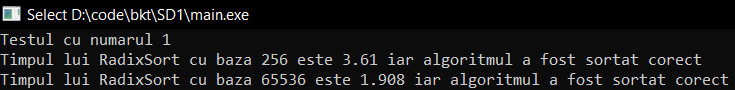 Select D:\code\bkt\SD1\main.exe
Testul cu numarul 1
Timpul lui RadixSort cu baza 256 este 3.61 iar algoritmul a fost sortat corect
Timpul lui RadixSort cu baza 65536 este 1.908 iar algoritmul a fost sortat corect